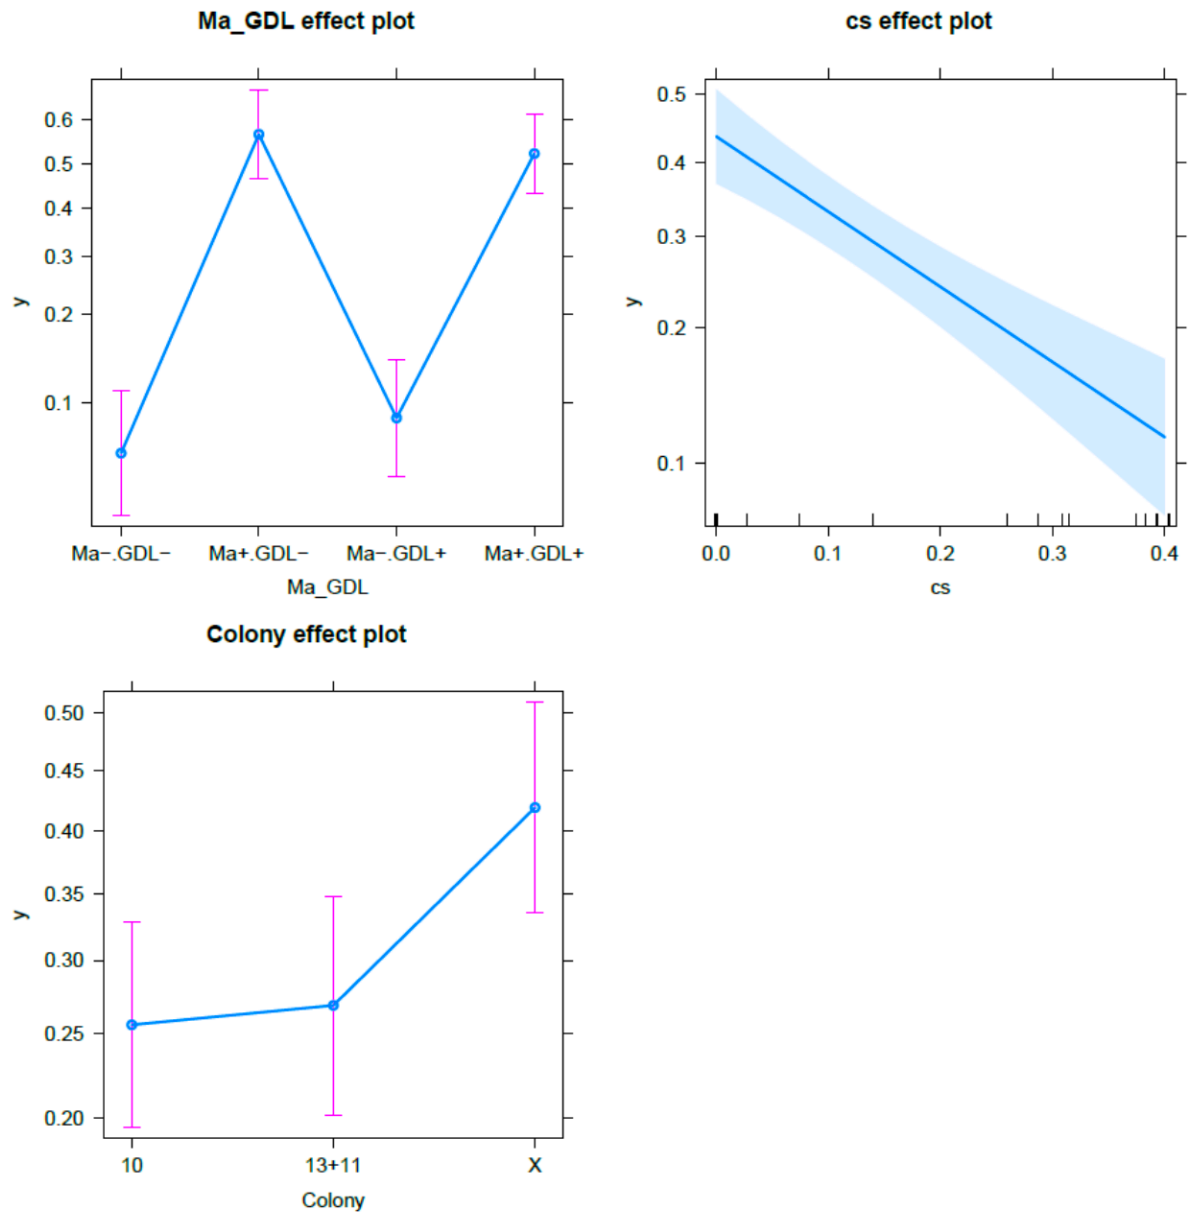 Ma_GDL effect plot
y
0.6
0.5
0.4
0.3
0.2
0.1
Ma−.GDL− Ma+.GDL− Ma−.GDL+ Ma+.GDL+
Ma_GDL
cs effect plot
y
0.5
0.4
0.3
0.2
0.1
0.0 0.1 0.2 0.3 0.4
cs
Colony effect plot
y
0.50
0.45
0.40
0.35
0.30
0.25
0.20
10 13+11 X
Colony